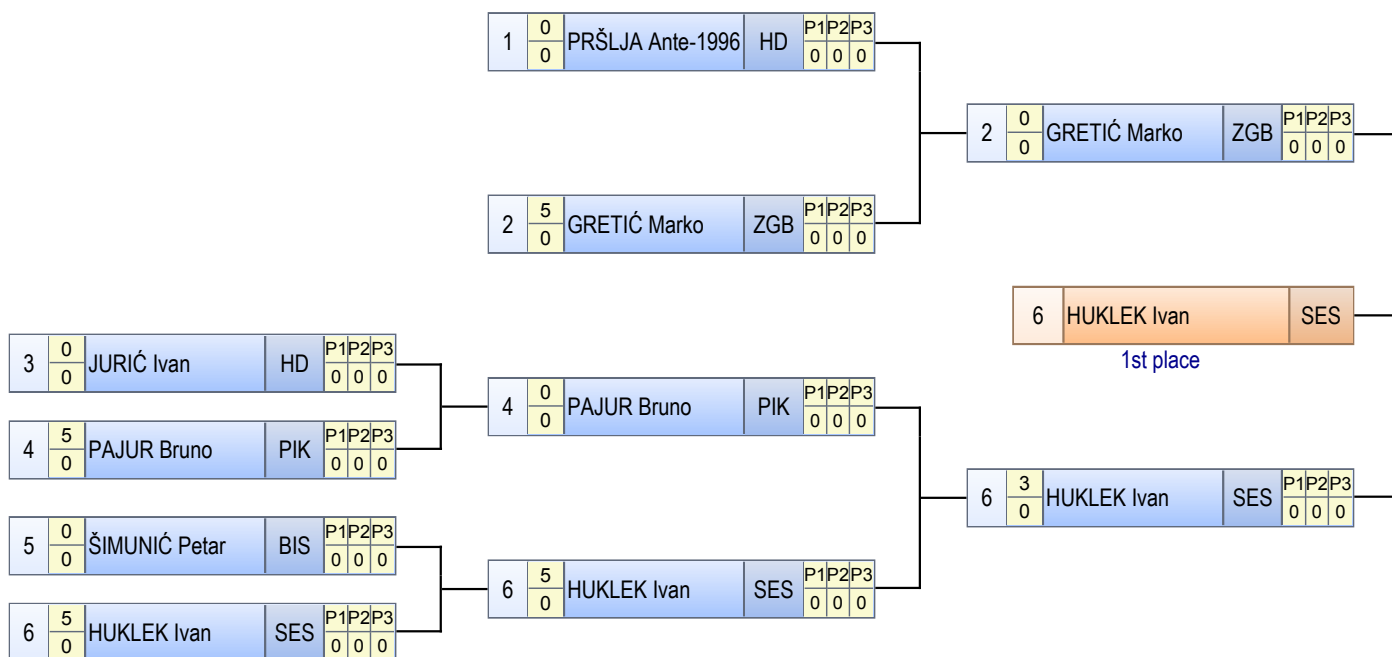 1 0 0 PRŠLJA Ante-1996 HD P1 P2 P3 0 0 0
2 0 0 GRETIĆ Marko ZGB P1 P2 P3 0 0 0
2 5 0 GRETIĆ Marko ZGB P1 P2 P3 0 0 0
6 HUKLEK Ivan SES
1st place
3 0 0 JURIĆ Ivan HD P1 P2 P3 0 0 0
4 0 0 PAJUR Bruno PIK P1 P2 P3 0 0 0
4 5 0 PAJUR Bruno PIK P1 P2 P3 0 0 0
6 3 0 HUKLEK Ivan SES P1 P2 P3 0 0 0
5 0 0 ŠIMUNIĆ Petar BIS P1 P2 P3 0 0 0
6 5 0 HUKLEK Ivan SES P1 P2 P3 0 0 0
6 5 0 HUKLEK Ivan SES P1 P2 P3 0 0 0